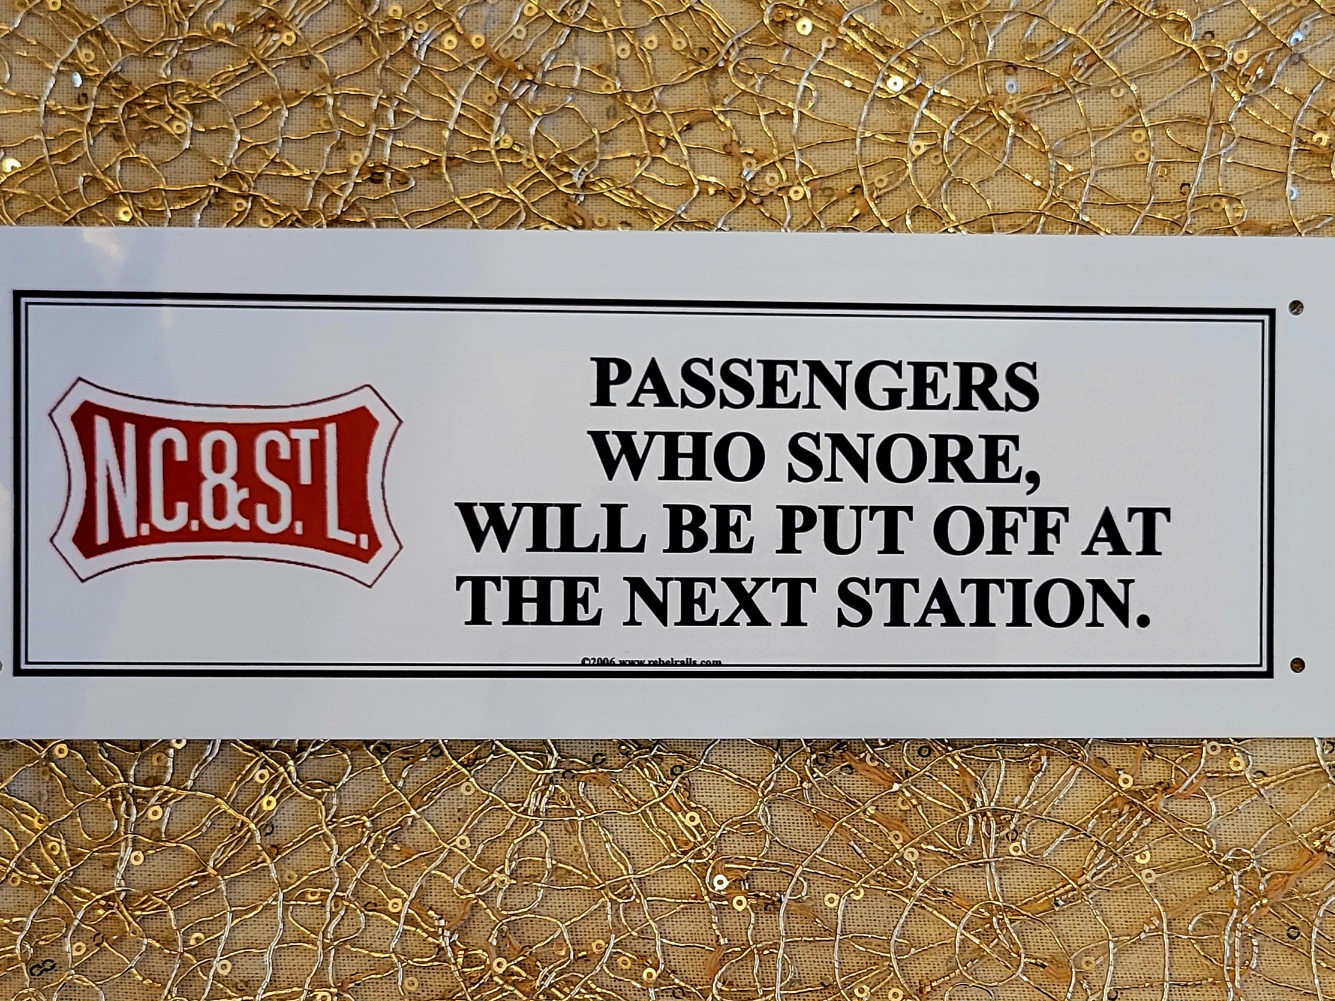 N.C.&ST.L.
PASSENGERS
WHO SNORE,
WILL BE PUT OFF AT
THE NEXT STATION.
©2006 www.rebelrails.com